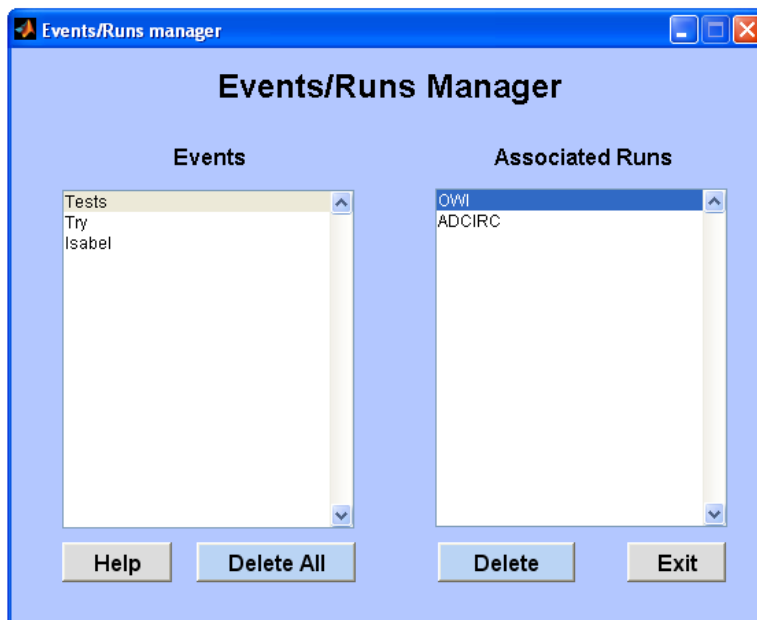 Events/Runs manager
Events/Runs Manager
Events
Associated Runs
Tests
Try
Isabel
OWI
ADCIRC
Help
Delete All
Delete
Exit